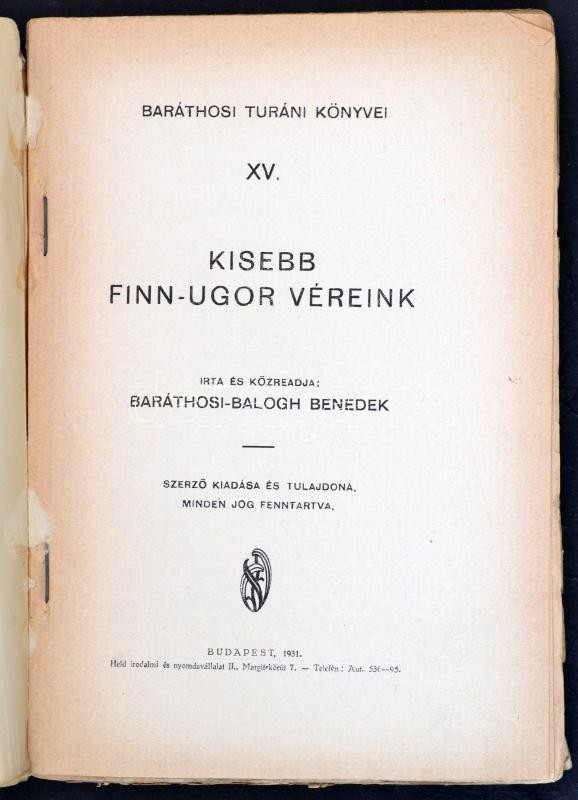 BARÁTHOSI TURÁNI KÖNYVEI
XV.
KISEBB
FINN-UGOR VÉREINK
IRTA ÉS KÖZREADJA:
BARÁTHOSI-BALOGH BENEDEK
SZERZŐ KIADÁSA ÉS TULAJDONA.
MINDEN JOG FENNTARTVA.
BUDAPEST, 1931.
Held irodalmi és nyomdavállalat II., Margit-körút 7. — Telefon: Aut. 536—95.